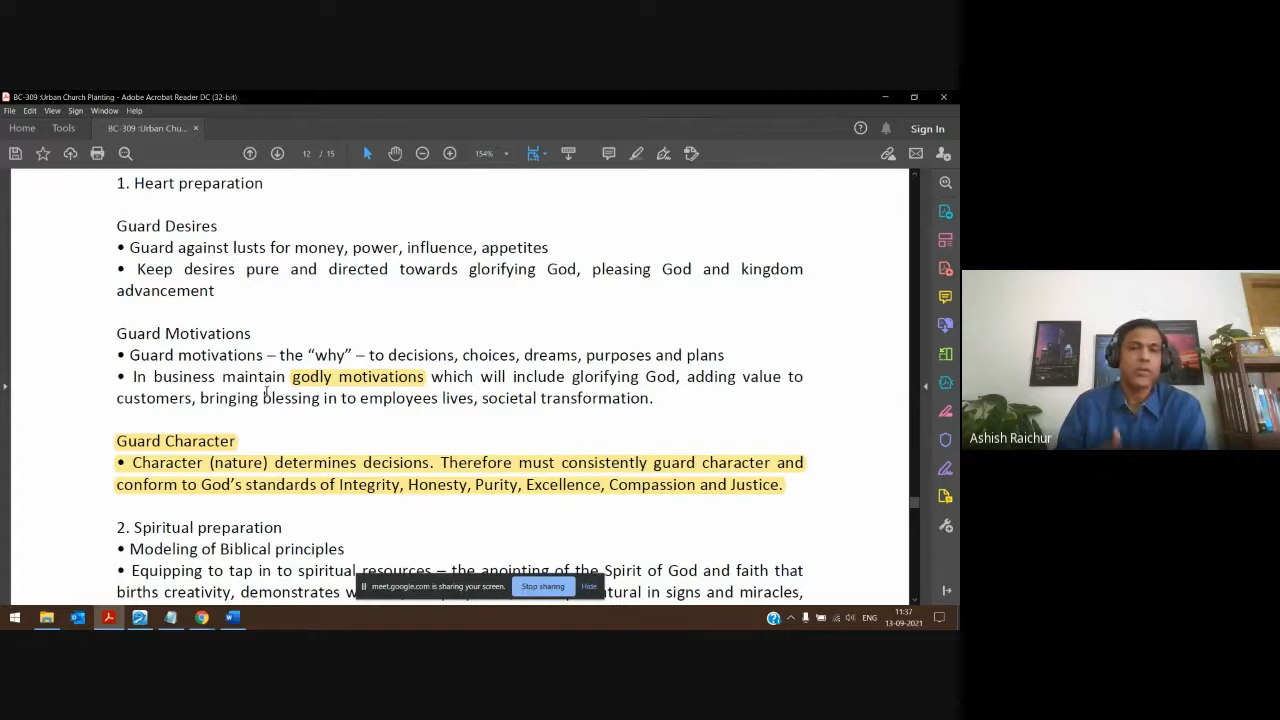 BC-309 :Urban Church Planting - Adobe Acrobat Reader DC (32-bit)
File Edit View Sign Window Help
Home Tools BC-309 :Urban Chu... × Sign In
12 / 15 154%
1. Heart preparation
Guard Desires
• Guard against lusts for money, power, influence, appetites
• Keep desires pure and directed towards glorifying God, pleasing God and kingdom
advancement
Guard Motivations
• Guard motivations – the “why” – to decisions, choices, dreams, purposes and plans
• In business maintain godly motivations which will include glorifying God, adding value to
customers, bringing blessing in to employees lives, societal transformation.
Guard Character
• Character (nature) determines decisions. Therefore must consistently guard character and
conform to God’s standards of Integrity, Honesty, Purity, Excellence, Compassion and Justice.
2. Spiritual preparation
• Modeling of Biblical principles
• Equipping to tap in to spiritual resources – the anointing of the Spirit of God and faith that
births creativity, demonstrates natural in signs and miracles,
meet.google.com is sharing your screen. Stop sharing Hide
Ashish Raichur
ENG 11:37
13-09-2021